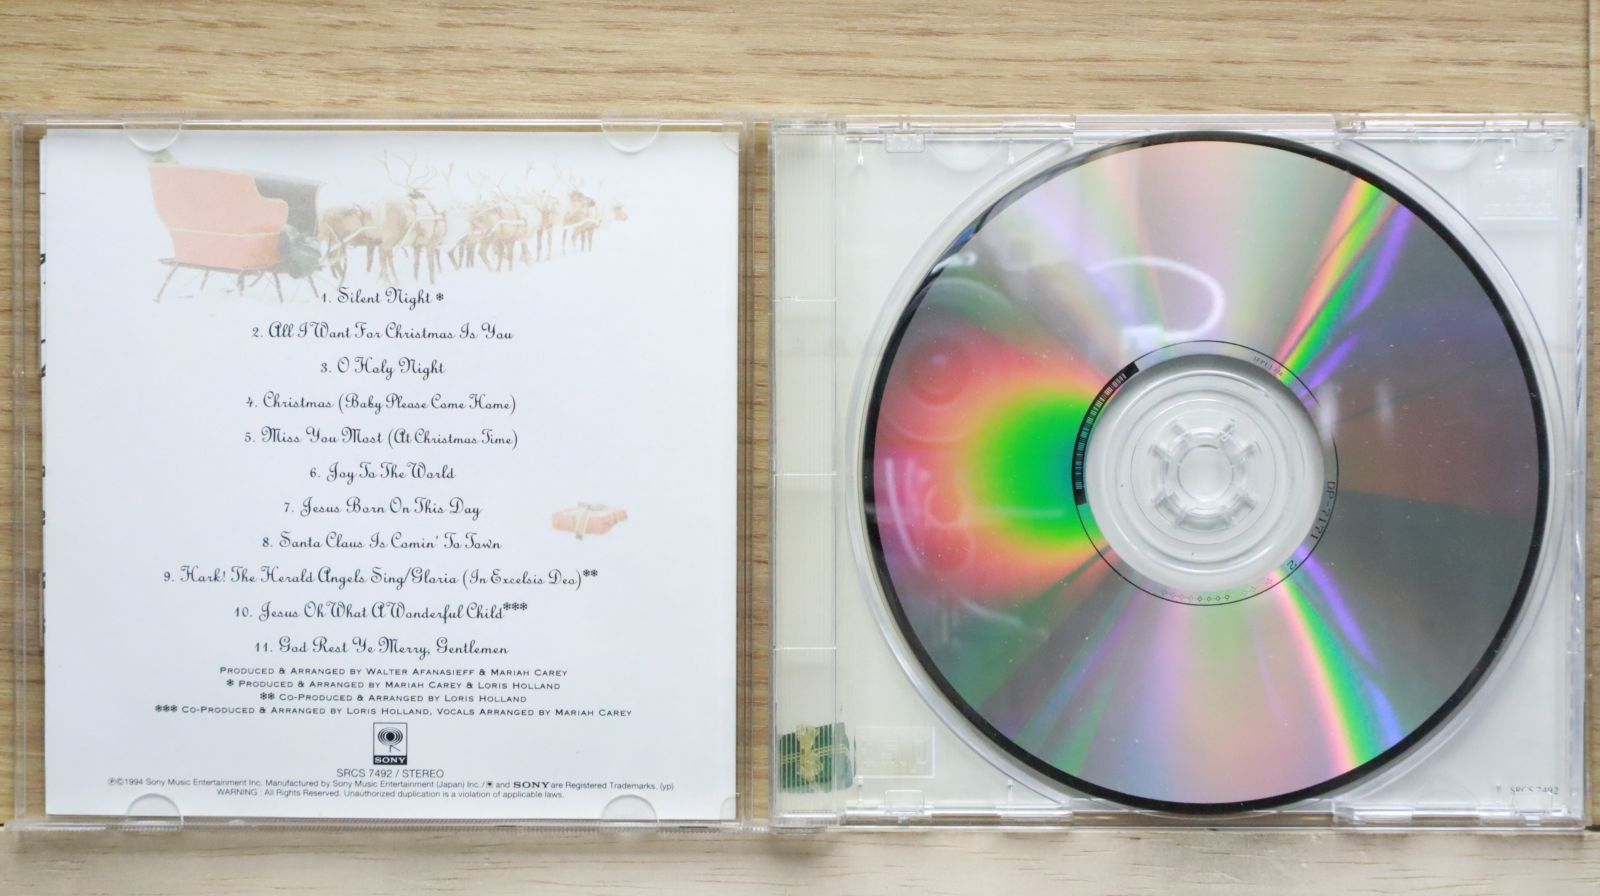 1. Silent Night ❄
2. All I Want For Christmas Is You
3. O Holy Night
4. Christmas (Baby Please Come Home)
5. Miss You Most (At Christmas Time)
6. Joy To The World
7. Jesus Born On This Day
8. Santa Claus Is Comin' To Town
9. Hark! The Herald Angels Sing/Gloria (In Excelsis Deo)❄❄
10. Jesus Oh What A Wonderful Child❄❄❄
11. God Rest Ye Merry, Gentlemen
PRODUCED & ARRANGED BY WALTER AFANASIEFF & MARIAH CAREY
❄ PRODUCED & ARRANGED BY MARIAH CAREY & LORIS HOLLAND
❄❄ CO-PRODUCED & ARRANGED BY LORIS HOLLAND
❄❄❄ CO-PRODUCED & ARRANGED BY LORIS HOLLAND, VOCALS ARRANGED BY MARIAH CAREY
SONY
SRCS 7492 / STEREO
℗©1994 Sony Music Entertainment Inc. Manufactured by Sony Music Entertainment (Japan) Inc./ and SONY are Registered Trademarks. (yp)
WARNING : All Rights Reserved. Unauthorized duplication is a violation of applicable laws.
DP-7171
2
SRCS 7492